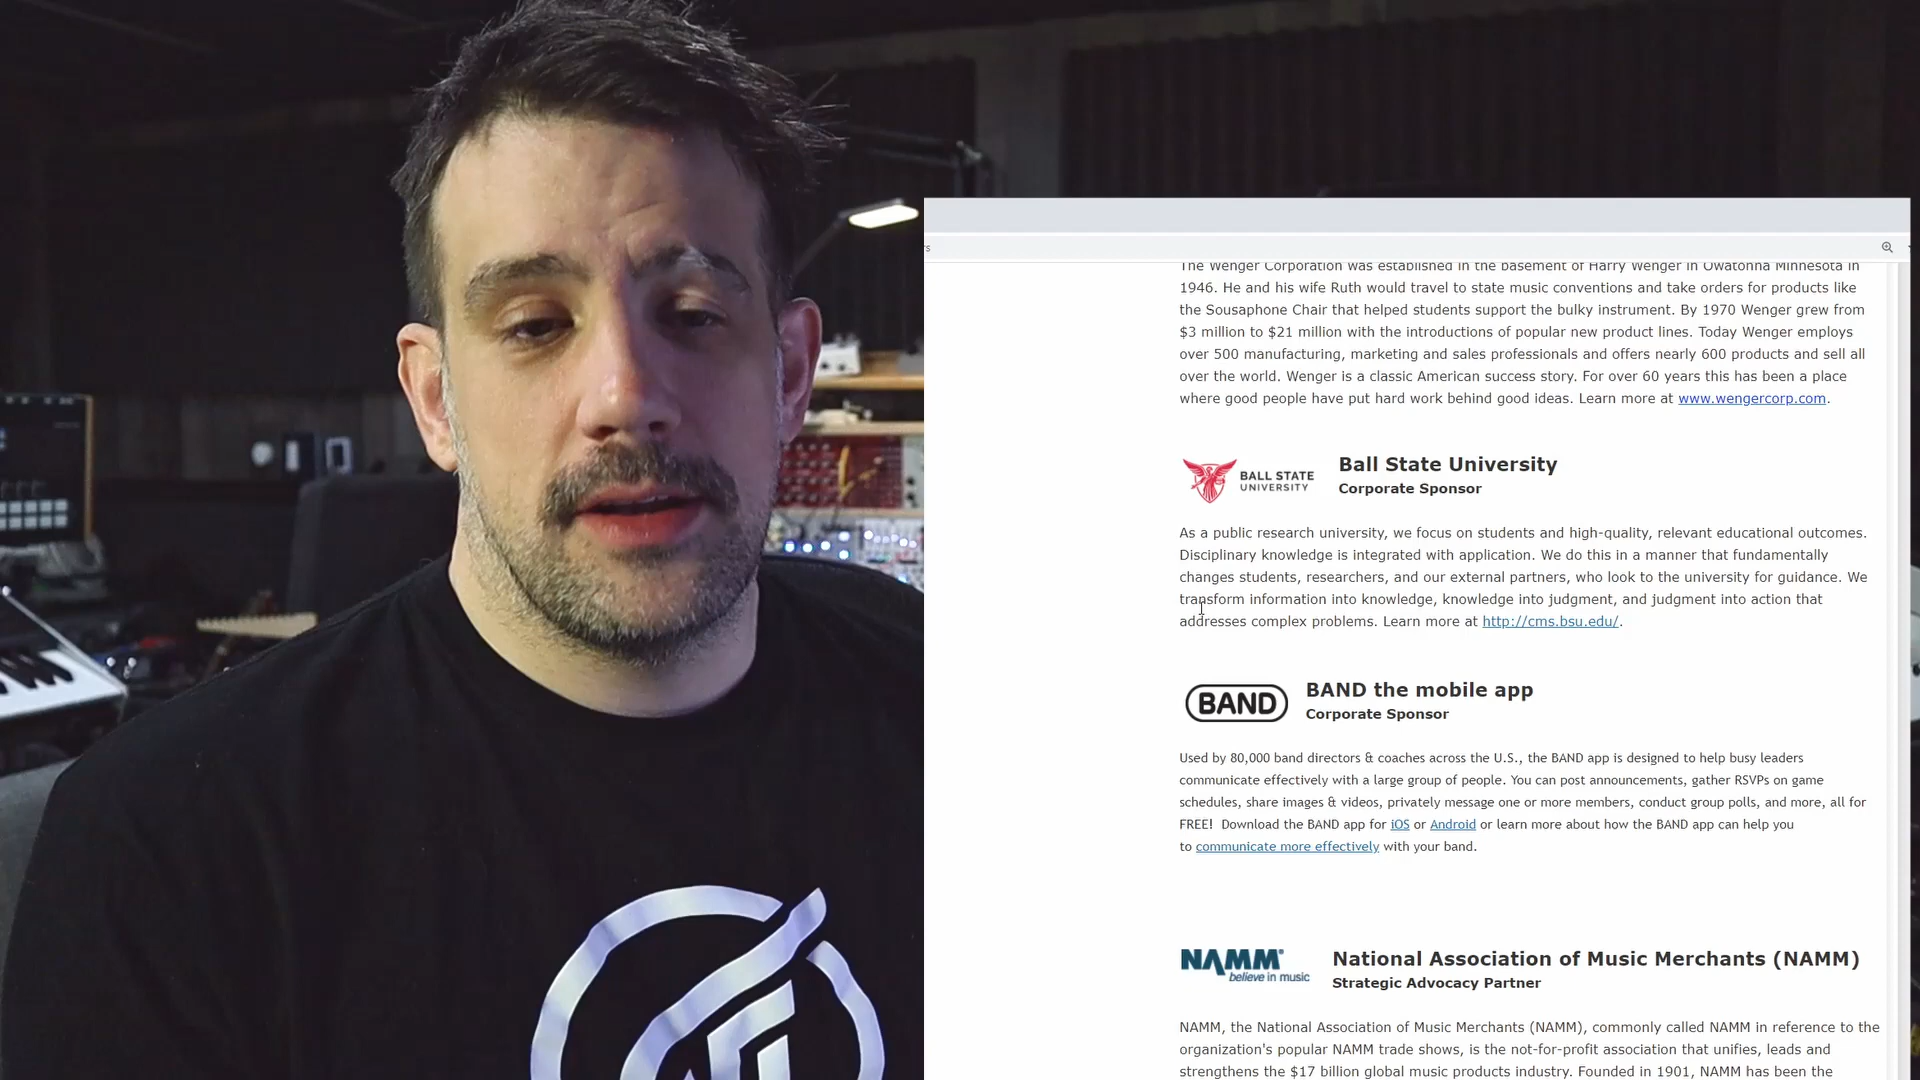 rs
The Wenger Corporation was established in the basement of Harry Wenger in Owatonna Minnesota in
1946. He and his wife Ruth would travel to state music conventions and take orders for products like
the Sousaphone Chair that helped students support the bulky instrument. By 1970 Wenger grew from
$3 million to $21 million with the introductions of popular new product lines. Today Wenger employs
over 500 manufacturing, marketing and sales professionals and offers nearly 600 products and sell all
over the world. Wenger is a classic American success story. For over 60 years this has been a place
where good people have put hard work behind good ideas. Learn more at www.wengercorp.com.
BALL STATE
UNIVERSITY
Ball State University
Corporate Sponsor
As a public research university, we focus on students and high-quality, relevant educational outcomes.
Disciplinary knowledge is integrated with application. We do this in a manner that fundamentally
changes students, researchers, and our external partners, who look to the university for guidance. We
transform information into knowledge, knowledge into judgment, and judgment into action that
addresses complex problems. Learn more at http://cms.bsu.edu/.
BAND
BAND the mobile app
Corporate Sponsor
Used by 80,000 band directors & coaches across the U.S., the BAND app is designed to help busy leaders
communicate effectively with a large group of people. You can post announcements, gather RSVPs on game
schedules, share images & videos, privately message one or more members, conduct group polls, and more, all for
FREE! Download the BAND app for iOS or Android or learn more about how the BAND app can help you
to communicate more effectively with your band.
NAMM
believe in music
National Association of Music Merchants (NAMM)
Strategic Advocacy Partner
NAMM, the National Association of Music Merchants (NAMM), commonly called NAMM in reference to the
organization's popular NAMM trade shows, is the not-for-profit association that unifies, leads and
strengthens the $17 billion global music products industry. Founded in 1901, NAMM has been the